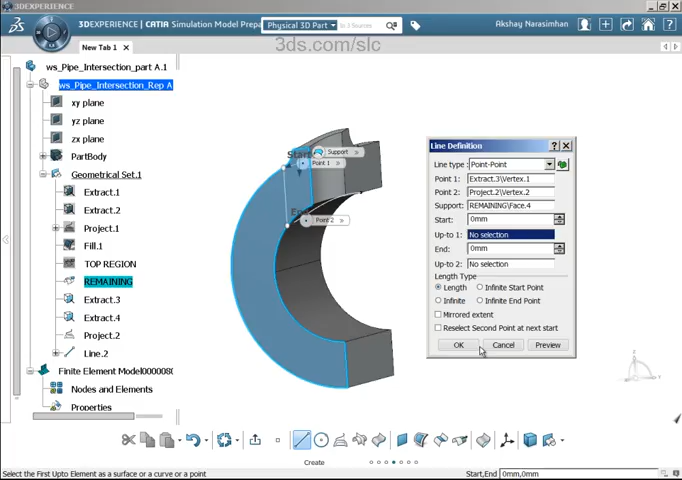 3DEXPERIENCE
3DEXPERIENCE | CATIA Simulation Model Prepa
Physical 3D Part
In 3 Sources
Akshay Narasimhan
3ds.com/slc
New Tab 1
ws_Pipe_Intersection_part A.1
ws_Pipe_Intersection_Rep A
xy plane
yz plane
zx plane
PartBody
Geometrical Set.1
Extract.1
Extract.2
Project.1
Fill.1
TOP REGION
REMAINING
Extract.3
Extract.4
Project.2
Line.2
Finite Element Model000008(
Nodes and Elements
Properties
Start
Support
Point 1
End
Point 2
Line Definition
Line type : Point-Point
Point 1: Extract.3\Vertex.1
Point 2: Project.2\Vertex.2
Support: REMAINING\Face.4
Start: 0mm
Up-to 1: No selection
End: 0mm
Up-to 2: No selection
Length Type
Length Infinite Start Point
Infinite Infinite End Point
Mirrored extent
Reselect Second Point at next start
OK Cancel Preview
Create
Select the First Upto Element as a surface or a curve or a point
Start,End 0mm,0mm